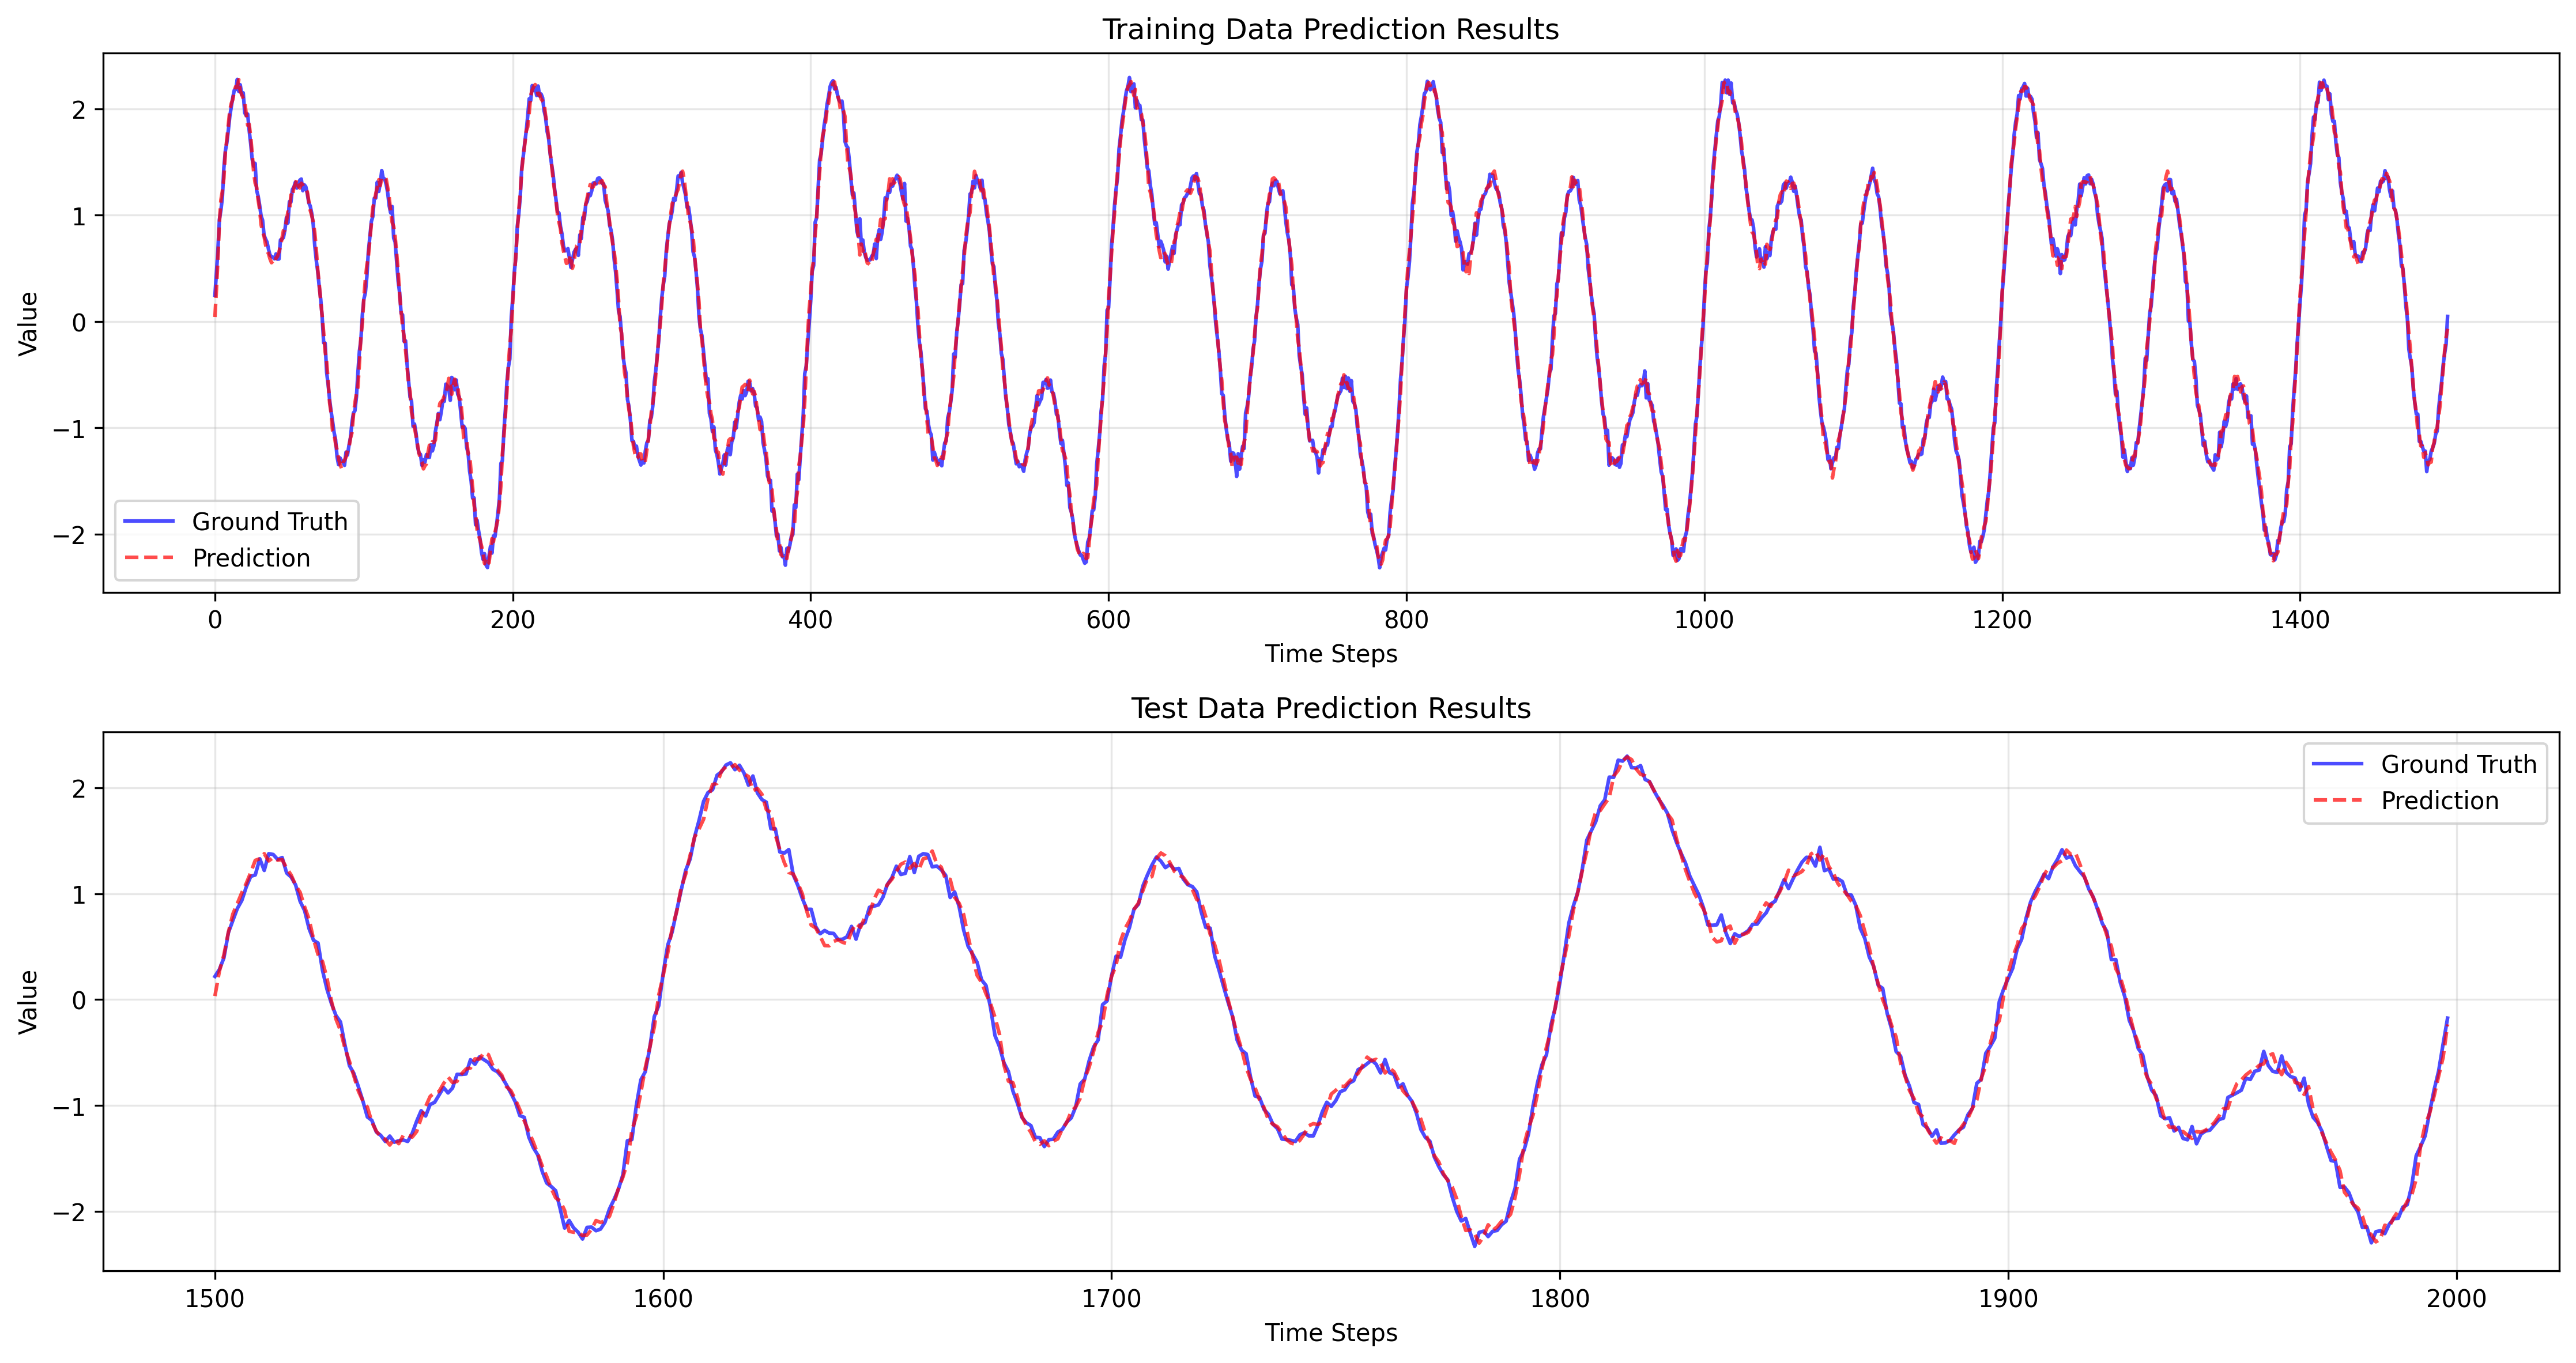 Training Data Prediction Results
Value
2
1
0
−1
−2
Ground Truth
Prediction
0 200 400 600 800 1000 1200 1400
Time Steps
Test Data Prediction Results
Value
2
1
0
−1
−2
Ground Truth
Prediction
1500 1600 1700 1800 1900 2000
Time Steps